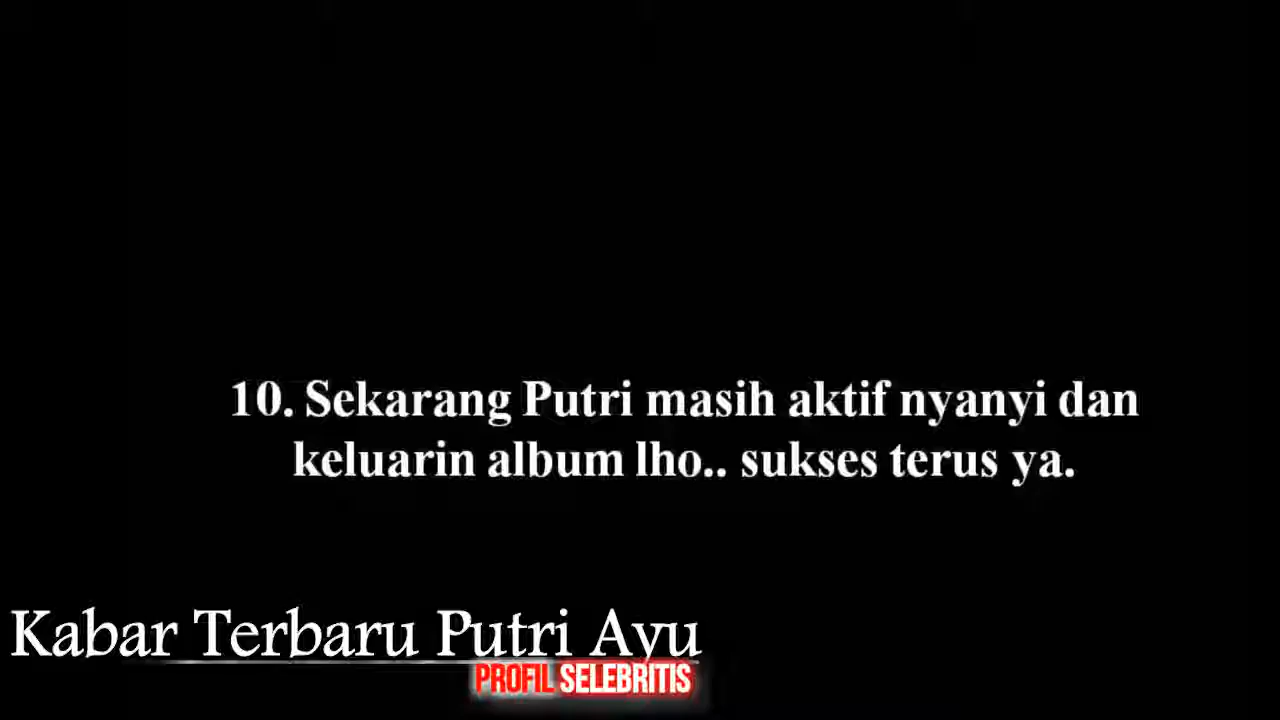 10. Sekarang Putri masih aktif nyanyi dan
keluarin album lho.. sukses terus ya.
Kabar Terbaru Putri Ayu
PROFIL SELEBRITIS